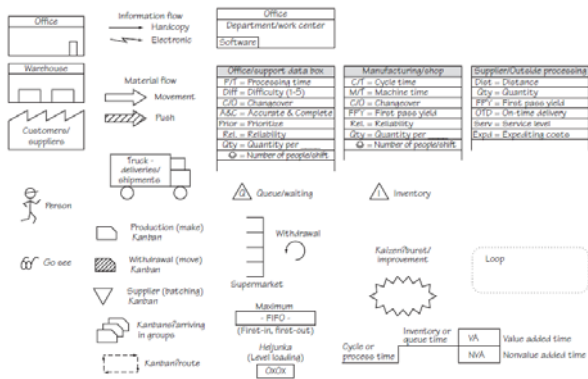 Office
Information flow
Hardcopy
Electronic
Office
Department/work center
Software
Warehouse
Material flow
Movement
Push
Customers/
suppliers
Truck -
deliveries/
shipments
Office/support data box
P/T = Processing time
Diff = Difficulty (1-5)
C/O = Changeover
A&C = Accurate & Complete
Prior = Prioritize
Rel. = Reliability
Qty = Quantity per ____
= Number of people/shift
Manufacturing/shop
C/T = Cycle time
M/T = Machine time
C/O = Changeover
FPY = First pass yield
Rel. = Reliability
Qty = Quantity per ____
= Number of people/shift
Supplier/Outside processing
Dist = Distance
Qty = Quantity
FPY = First pass yield
OTD = On-time delivery
Serv = Service level
Expd = Expediting costs
Person
Q
Queue/waiting
I
Inventory
Go see
Production (make)
Kanban
Withdrawal (move)
Kanban
Supplier (batching)
Kanban
Kanbans/arriving
in groups
Kanban/route
Withdrawal
Supermarket
Kaizen/burst/
improvement
Loop
Maximum
- FIFO -
(First-in, first-out)
Heijunka
(Level loading)
OXOX
Cycle or
process time
Inventory or
queue time
VA
Value added time
NVA
Nonvalue added time